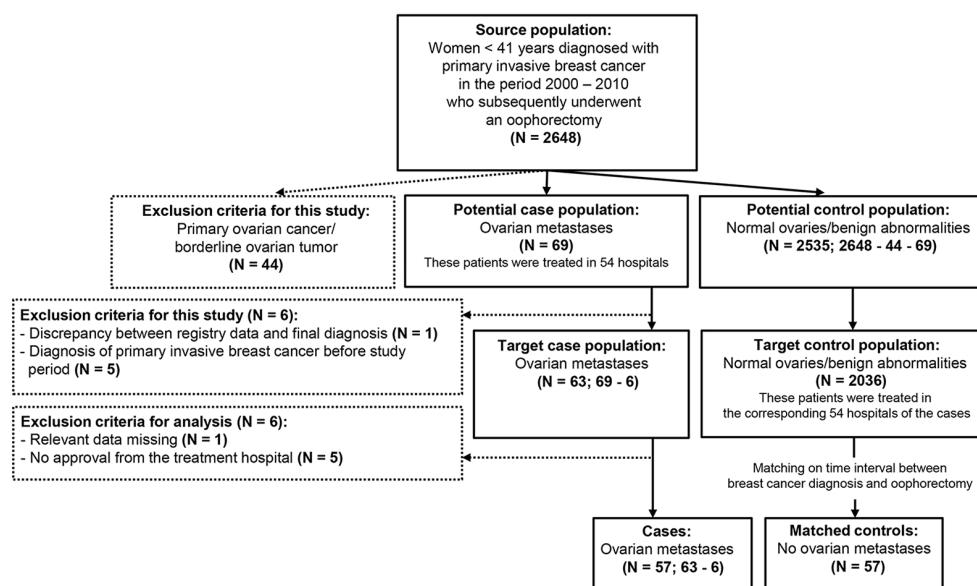 Source population:
Women < 41 years diagnosed with
primary invasive breast cancer
in the period 2000 – 2010
who subsequently underwent
an oophorectomy
(N = 2648)
Exclusion criteria for this study:
Primary ovarian cancer/
borderline ovarian tumor
(N = 44)
Potential case population:
Ovarian metastases
(N = 69)
These patients were treated in 54 hospitals
Potential control population:
Normal ovaries/benign abnormalities
(N = 2535; 2648 - 44 - 69)
Exclusion criteria for this study (N = 6):
- Discrepancy between registry data and final diagnosis (N = 1)
- Diagnosis of primary invasive breast cancer before study
period (N = 5)
Target case population:
Ovarian metastases
(N = 63; 69 - 6)
Target control population:
Normal ovaries/benign abnormalities
(N = 2036)
These patients were treated in
the corresponding 54 hospitals of the cases
Exclusion criteria for analysis (N = 6):
- Relevant data missing (N = 1)
- No approval from the treatment hospital (N = 5)
Matching on time interval between
breast cancer diagnosis and oophorectomy
Cases:
Ovarian metastases
(N = 57; 63 - 6)
Matched controls:
No ovarian metastases
(N = 57)